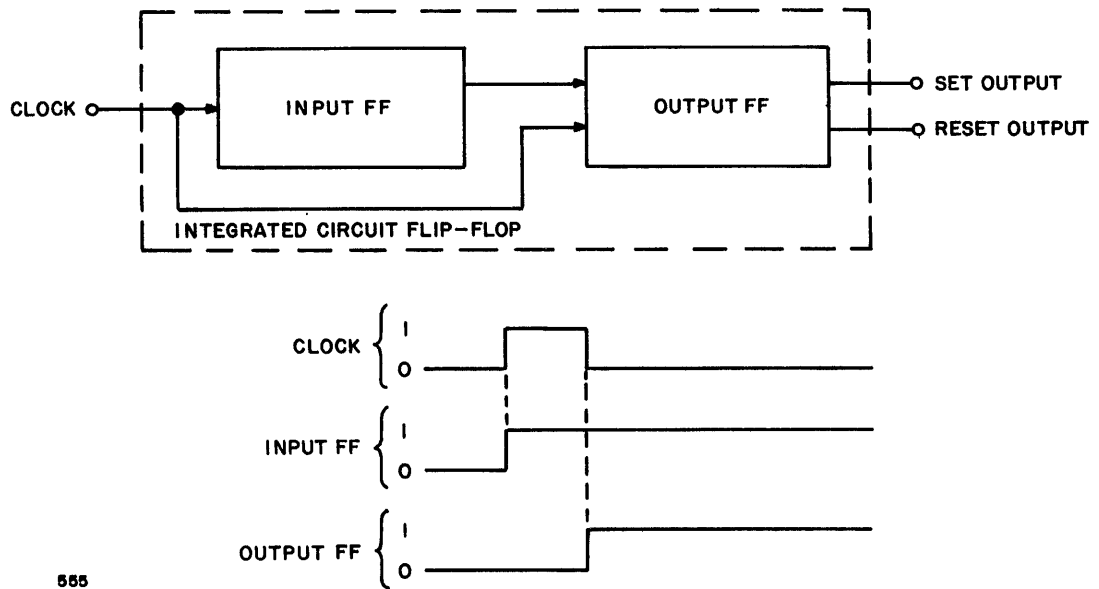 CLOCK
INPUT FF
OUTPUT FF
SET OUTPUT
RESET OUTPUT
INTEGRATED CIRCUIT FLIP-FLOP
CLOCK
1
0
INPUT FF
1
0
OUTPUT FF
1
0
555